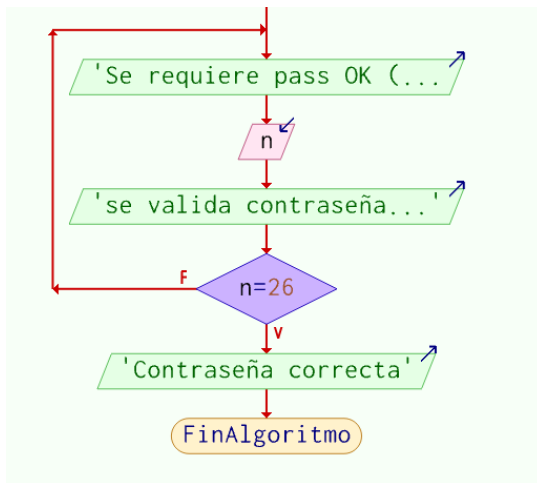 'Se requiere pass OK (...
n
'se valida contraseña...'
n=26
F
V
'Contraseña correcta'
FinAlgoritmo